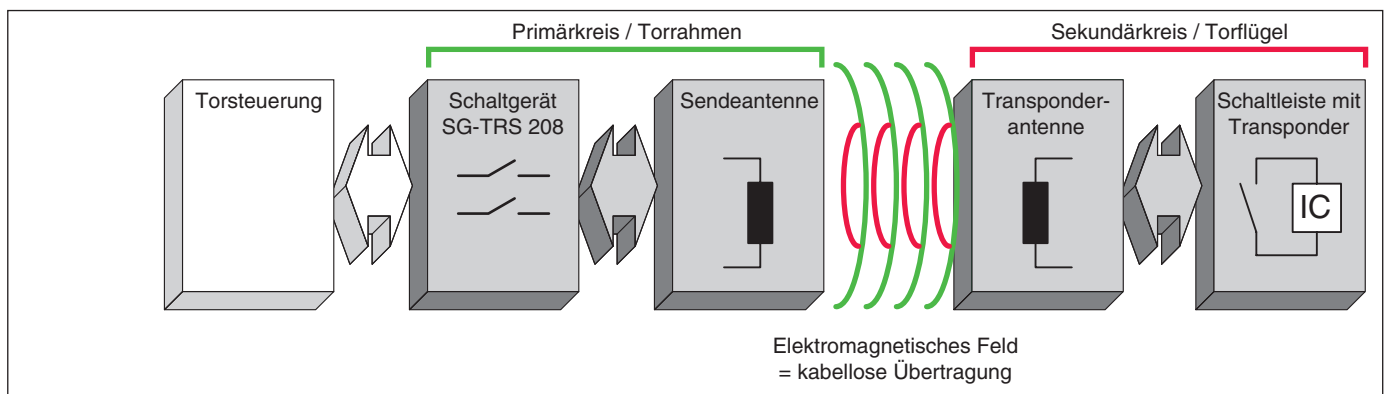 Primärkreis / Torrahmen
Sekundärkreis / Torflügel
Torsteuerung
Schaltgerät
SG-TRS 208
Sendeantenne
Transponder-
antenne
Schaltleiste mit
Transponder
IC
Elektromagnetisches Feld
= kabellose Übertragung